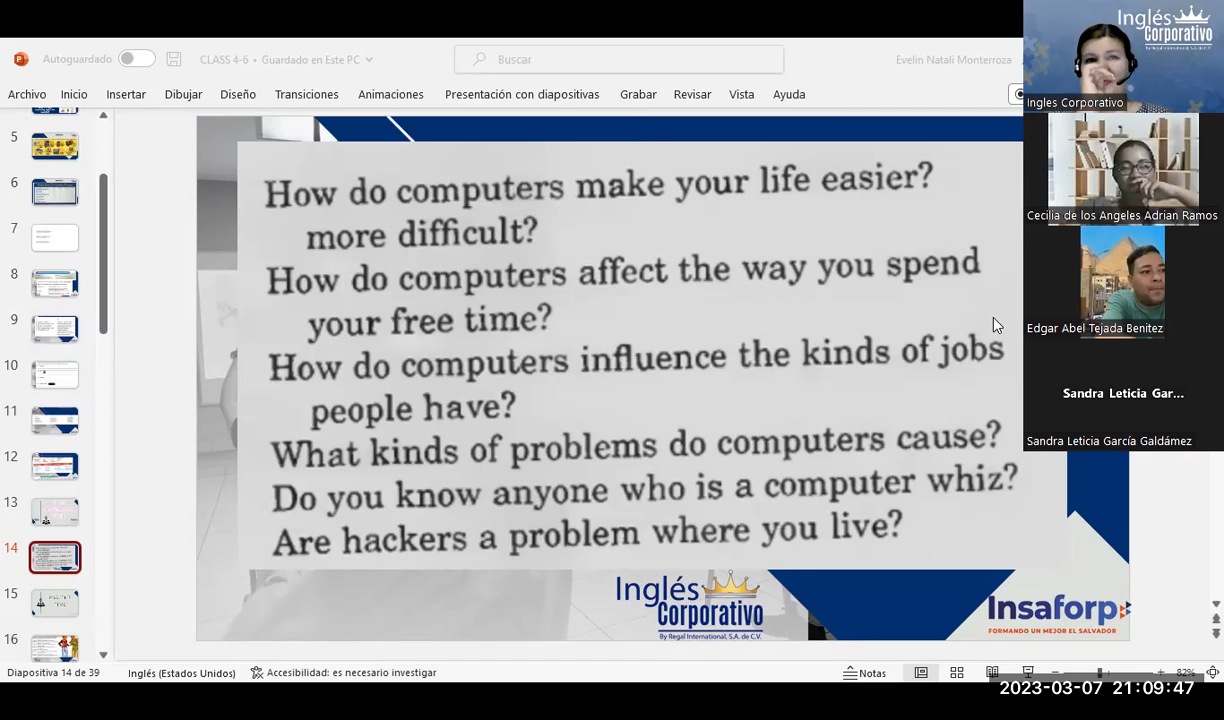 Autoguardado
CLASS 4-6 • Guardado en Este PC
Buscar
Evelin Natali Monterroza
Archivo Inicio Insertar Dibujar Diseño Transiciones Animaciones Presentación con diapositivas Grabar Revisar Vista Ayuda
5
6
7
8
9
10
11
12
13
14
15
16
How do computers make your life easier?
more difficult?
How do computers affect the way you spend
your free time?
How do computers influence the kinds of jobs
people have?
What kinds of problems do computers cause?
Do you know anyone who is a computer whiz?
Are hackers a problem where you live?
Inglés
Corporativo
By Regal International, S.A. de C.V.
Insaforp
FORMANDO UN MEJOR EL SALVADOR
Inglés
Corporativo
By Regal International, S.A. de C.V.
Ingles Corporativo
Cecilia de los Angeles Adrian Ramos
Edgar Abel Tejada Benitez
Sandra Leticia Gar...
Sandra Leticia García Galdámez
Diapositiva 14 de 39
Inglés (Estados Unidos)
Accesibilidad: es necesario investigar
Notas
82%
2023-03-07 21:09:47